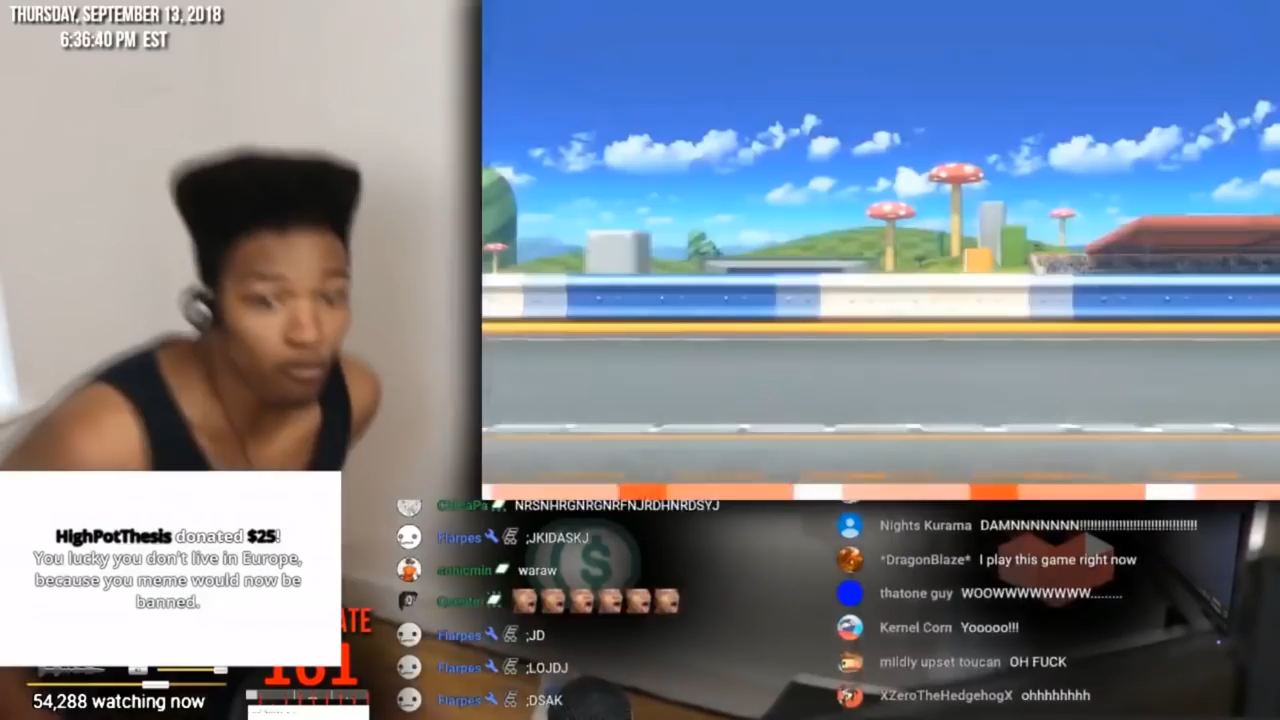 THURSDAY, SEPTEMBER 13, 2018
6:36:40 PM EST
HighPotThesis donated $25!
You lucky you don't live in Europe,
because you meme would now be
banned.
54,288 watching now
NRSNHRGNRGNRFNJRDHNRDSYJ
Flarpes ;JKIDASKJ
sonicmin waraw
Flarpes ;JD
Flarpes ;LOJDJ
Flarpes ;DSAK
$
Nights Kurama DAMNNNNNNN!!!!!!!!!!!!!!!!!!!!!!!!!!!!!!!!
*DragonBlaze* I play this game right now
thatone guy WOOWWWWWWWW.........
Kernel Corn Yooooo!!!
mildly upset toucan OH FUCK
XZeroTheHedgehogX ohhhhhhhh